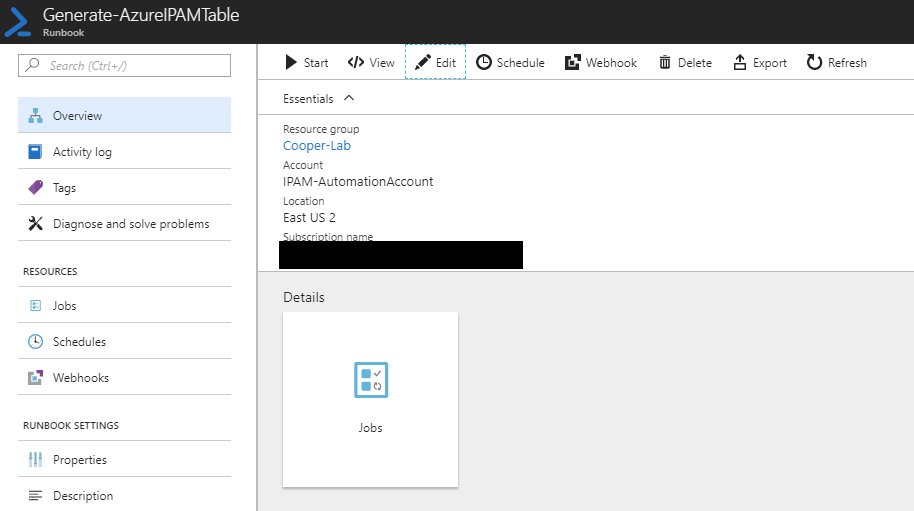 Generate-AzureIPAMTable
Runbook
Search (Ctrl+/)
Overview
Activity log
Tags
Diagnose and solve problems
RESOURCES
Jobs
Schedules
Webhooks
RUNBOOK SETTINGS
Properties
Description
Start View Edit Schedule Webhook Delete Export Refresh
Essentials
Resource group
Cooper-Lab
Account
IPAM-AutomationAccount
Location
East US 2
Subscription name
Details
Jobs